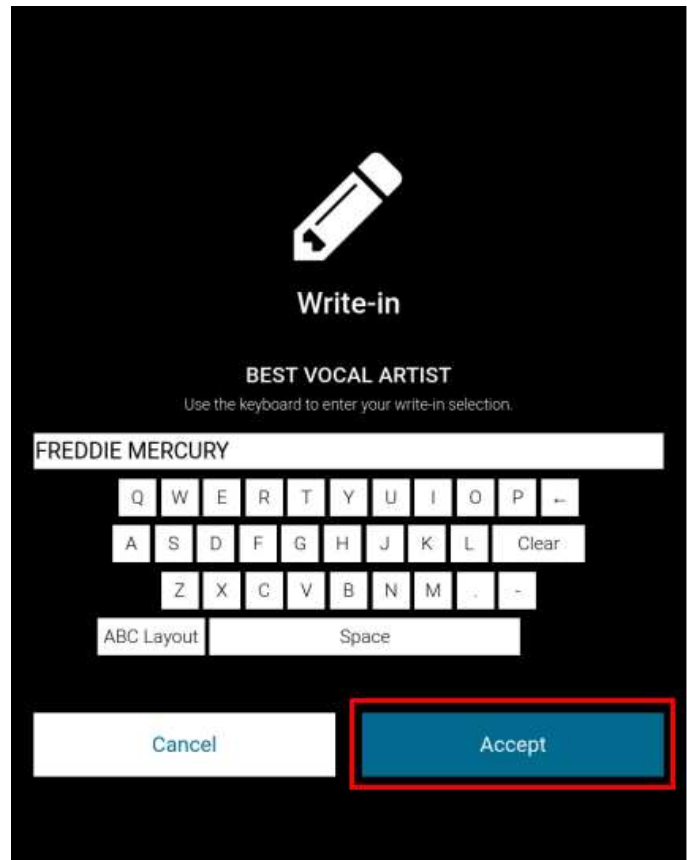 Write-in
BEST VOCAL ARTIST
Use the keyboard to enter your write-in selection.
FREDDIE MERCURY
Q W E R T Y U I O P ←
A S D F G H J K L Clear
Z X C V B N M . -
ABC Layout Space
Cancel Accept